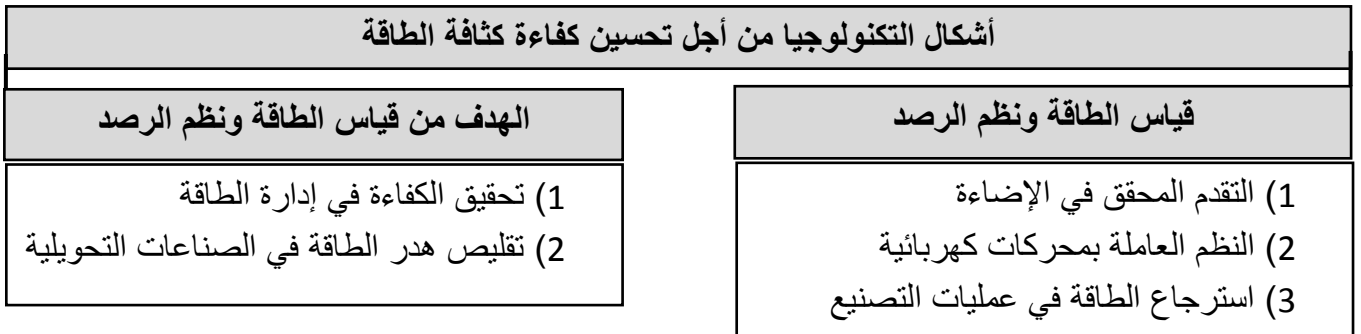 أشكال التكنولوجيا من أجل تحسين كفاءة كثافة الطاقة
قياس الطاقة ونظم الرصد
1) التقدم المحقق في الإضاءة
2) النظم العاملة بمحركات كهربائية
3) استرجاع الطاقة في عمليات التصنيع
الهدف من قياس الطاقة ونظم الرصد
1) تحقيق الكفاءة في إدارة الطاقة
2) تقليص هدر الطاقة في الصناعات التحويلية